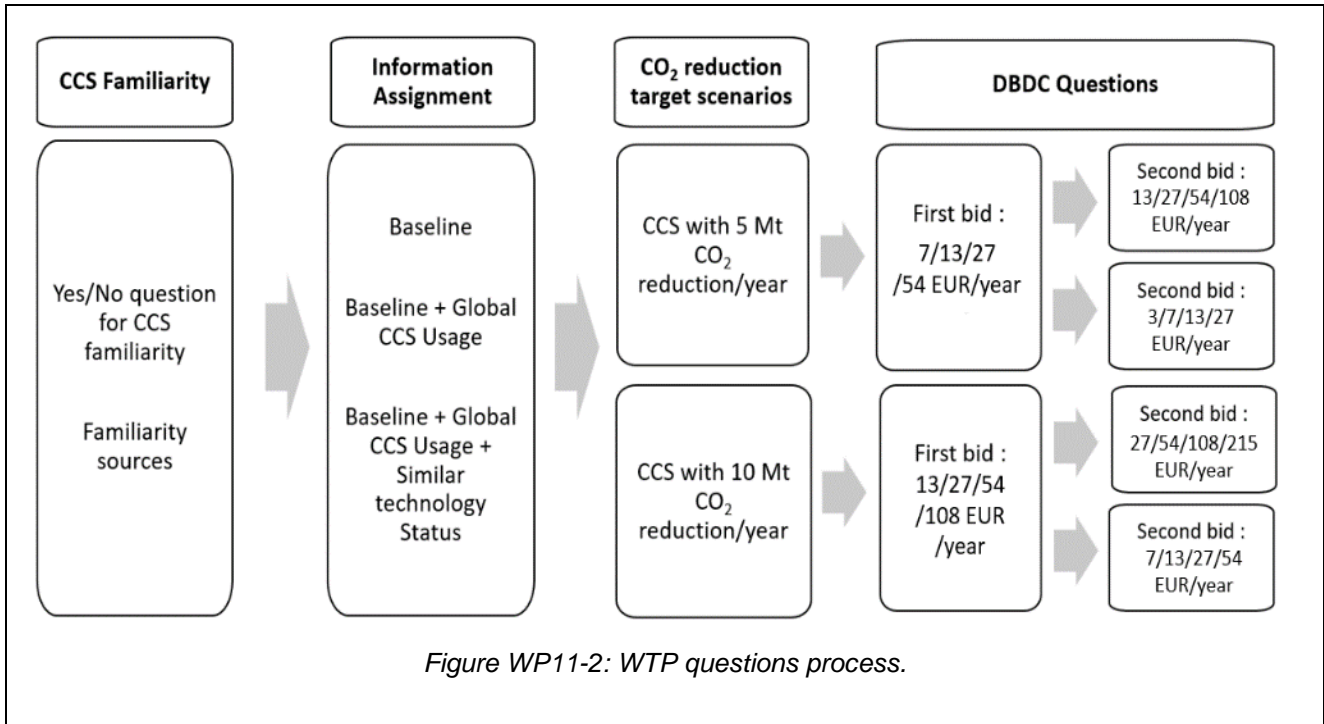 CCS Familiarity
Information
Assignment
CO₂ reduction
target scenarios
DBDC Questions
Yes/No question
for CCS
familiarity
Familiarity
sources
Baseline
Baseline + Global
CCS Usage
Baseline + Global
CCS Usage +
Similar
technology
Status
CCS with 5 Mt
CO₂
reduction/year
First bid :
7/13/27
/54 EUR/year
Second bid :
13/27/54/108
EUR/year
Second bid :
3/7/13/27
EUR/year
CCS with 10 Mt
CO₂
reduction/year
First bid :
13/27/54
/108 EUR
/year
Second bid :
27/54/108/215
EUR/year
Second bid :
7/13/27/54
EUR/year
Figure WP11-2: WTP questions process.